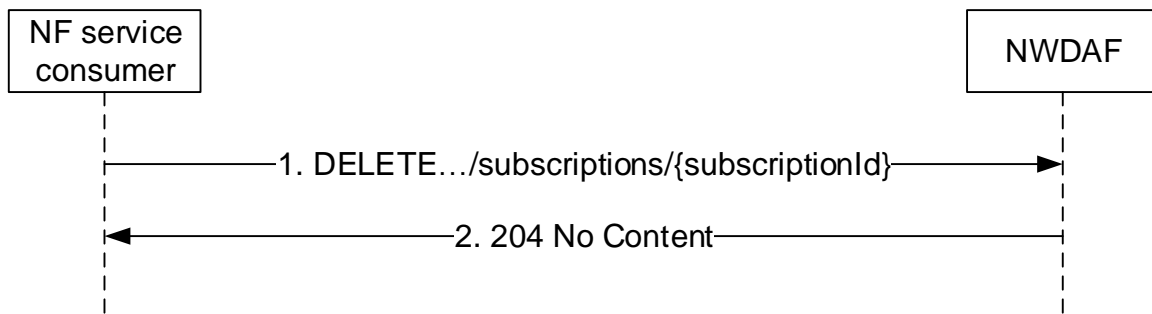 NF service
consumer
NWDAF
1. DELETE…/subscriptions/{subscriptionId}
2. 204 No Content